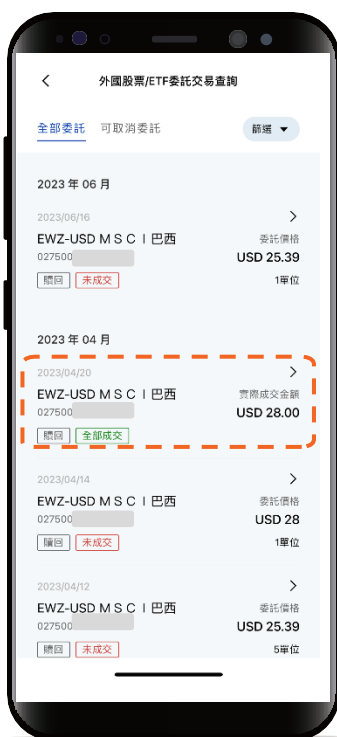 外國股票/ETF委託交易查詢
全部委託 可取消委託 篩選 ▼
2023 年 06 月
2023/06/16
EWZ-USD M S C I 巴西 委託價格
027500 USD 25.39
贖回 未成交 1單位
2023 年 04 月
2023/04/20
EWZ-USD M S C I 巴西 實際成交金額
027500 USD 28.00
贖回 全部成交
2023/04/14
EWZ-USD M S C I 巴西 委託價格
027500 USD 28
贖回 未成交 1單位
2023/04/12
EWZ-USD M S C I 巴西 委託價格
027500 USD 25.39
贖回 未成交 5單位